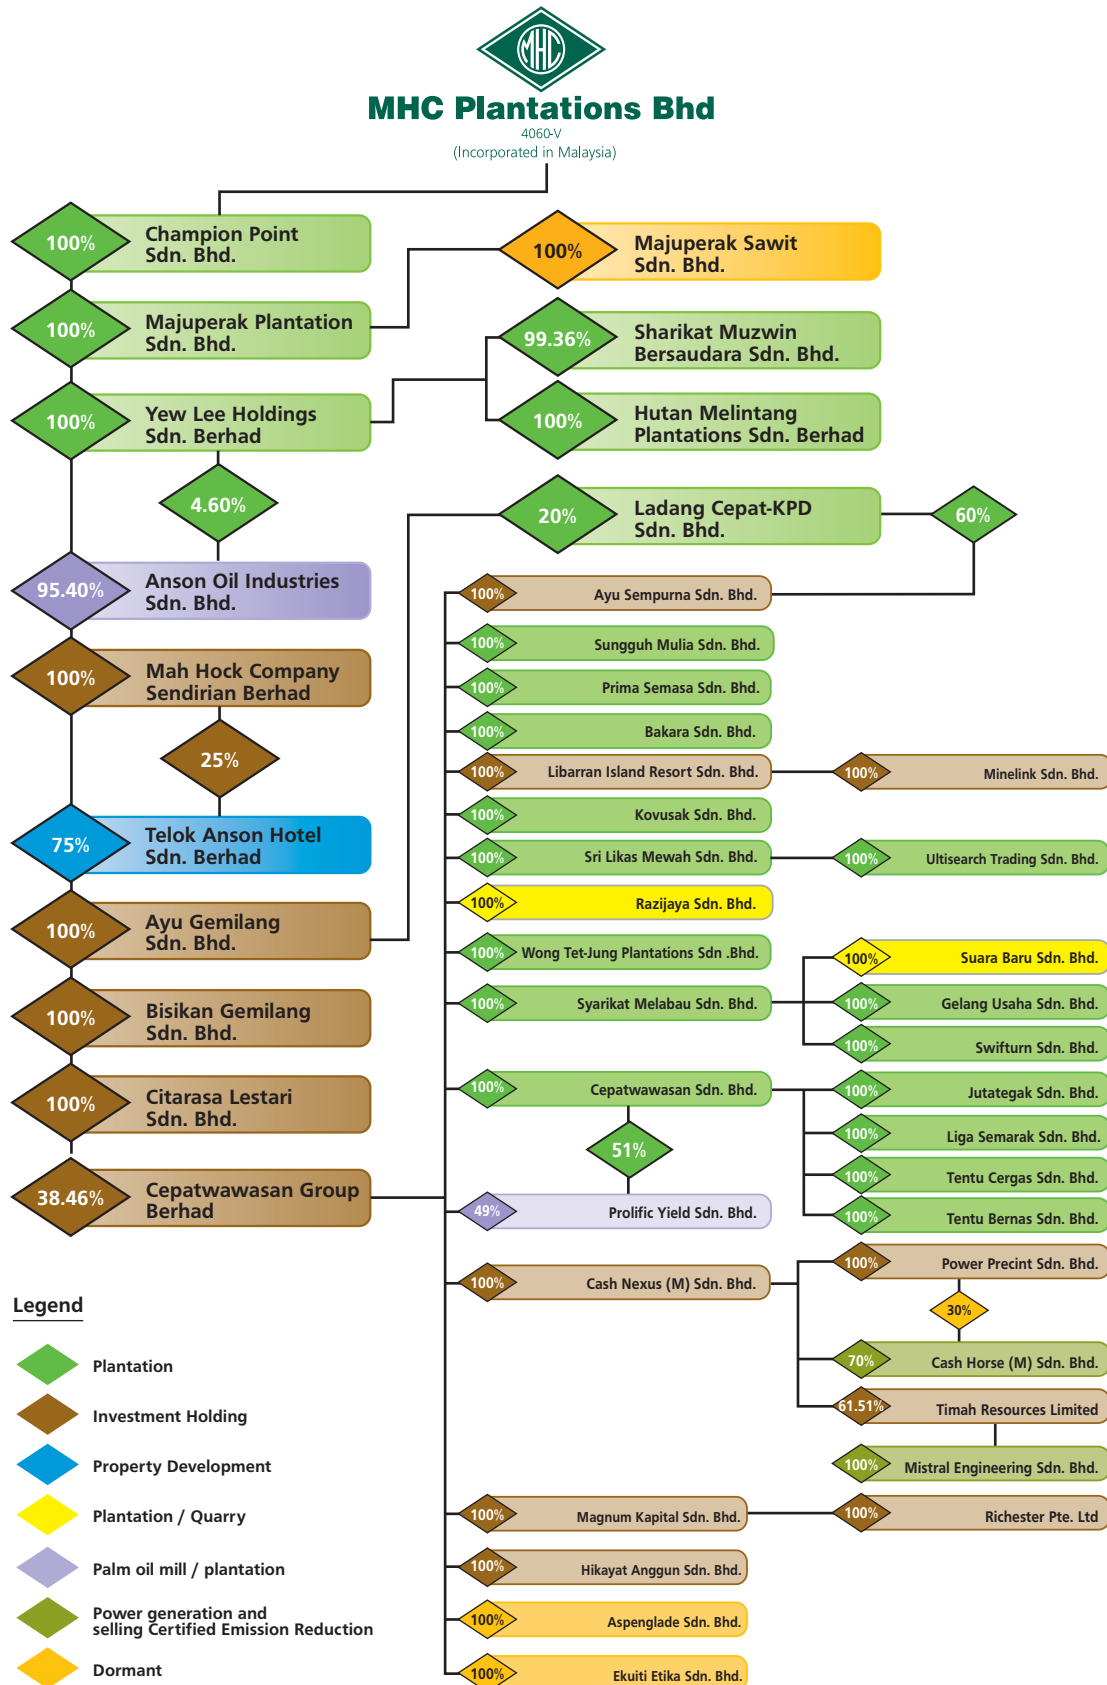 MHC
MHC Plantations Bhd
4060-V
(Incorporated in Malaysia)
100%
Champion Point
Sdn. Bhd.
100%
Majuperak Sawit
Sdn. Bhd.
100%
Majuperak Plantation
Sdn. Bhd.
99.36%
Sharikat Muzwin
Bersaudara Sdn. Bhd.
100%
Yew Lee Holdings
Sdn. Berhad
100%
Hutan Melintang
Plantations Sdn. Berhad
4.60%
20%
Ladang Cepat-KPD
Sdn. Bhd.
60%
95.40%
Anson Oil Industries
Sdn. Bhd.
100%
Mah Hock Company
Sendirian Berhad
25%
75%
Telok Anson Hotel
Sdn. Berhad
100%
Ayu Gemilang
Sdn. Bhd.
100%
Bisikan Gemilang
Sdn. Bhd.
100%
Citarasa Lestari
Sdn. Bhd.
38.46%
Cepatwawasan Group
Berhad
100%
Ayu Sempurna Sdn. Bhd.
100%
Sungguh Mulia Sdn. Bhd.
100%
Prima Semasa Sdn. Bhd.
100%
Bakara Sdn. Bhd.
100%
Libarran Island Resort Sdn. Bhd.
100%
Minelink Sdn. Bhd.
100%
Kovusak Sdn. Bhd.
100%
Sri Likas Mewah Sdn. Bhd.
100%
Ultisearch Trading Sdn. Bhd.
100%
Razijaya Sdn. Bhd.
100%
Wong Tet-Jung Plantations Sdn .Bhd.
100%
Suara Baru Sdn. Bhd.
100%
Syarikat Melabau Sdn. Bhd.
100%
Gelang Usaha Sdn. Bhd.
100%
Swifturn Sdn. Bhd.
100%
Cepatwawasan Sdn. Bhd.
100%
Jutategak Sdn. Bhd.
100%
Liga Semarak Sdn. Bhd.
51%
100%
Tentu Cergas Sdn. Bhd.
49%
Prolific Yield Sdn. Bhd.
100%
Tentu Bernas Sdn. Bhd.
100%
Cash Nexus (M) Sdn. Bhd.
100%
Power Precint Sdn. Bhd.
30%
70%
Cash Horse (M) Sdn. Bhd.
61.51%
Timah Resources Limited
100%
Mistral Engineering Sdn. Bhd.
100%
Magnum Kapital Sdn. Bhd.
100%
Richester Pte. Ltd
100%
Hikayat Anggun Sdn. Bhd.
100%
Aspenglade Sdn. Bhd.
100%
Ekuiti Etika Sdn. Bhd.
Legend
Plantation
Investment Holding
Property Development
Plantation / Quarry
Palm oil mill / plantation
Power generation and
selling Certified Emission Reduction
Dormant